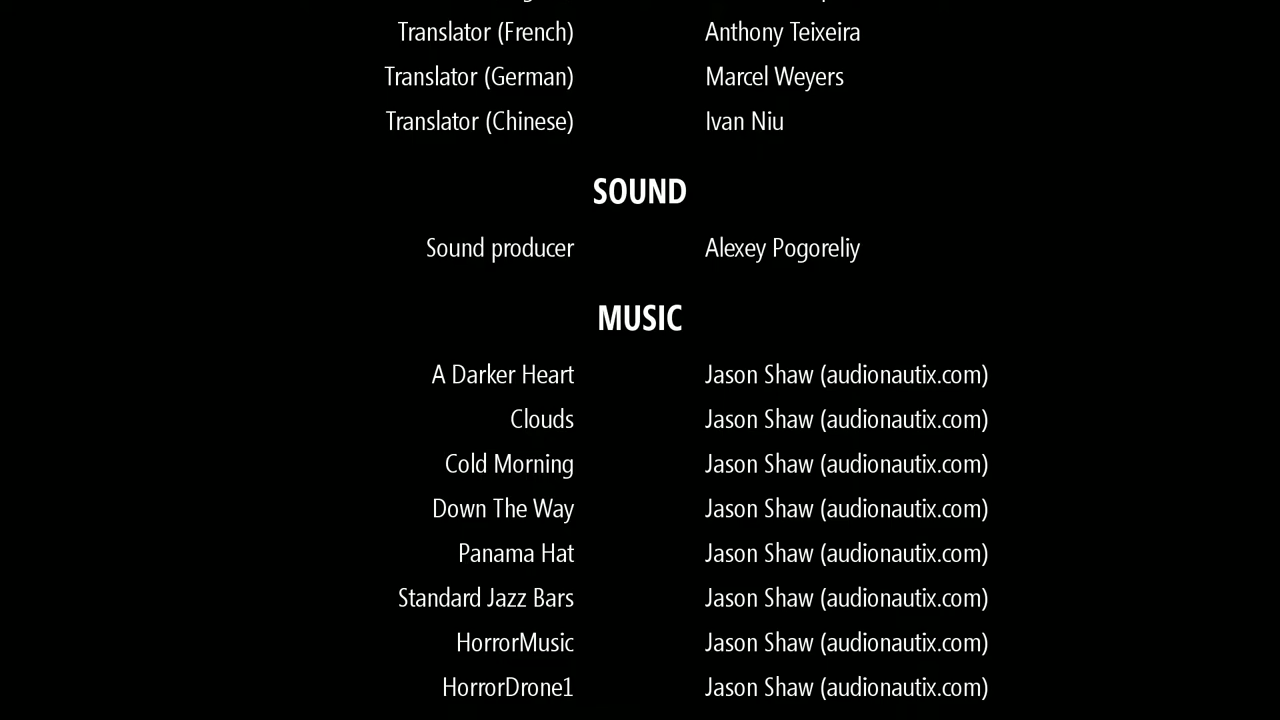 Translator (French) Anthony Teixeira
Translator (German) Marcel Weyers
Translator (Chinese) Ivan Niu
SOUND
Sound producer Alexey Pogoreliy
MUSIC
A Darker Heart Jason Shaw (audionautix.com)
Clouds Jason Shaw (audionautix.com)
Cold Morning Jason Shaw (audionautix.com)
Down The Way Jason Shaw (audionautix.com)
Panama Hat Jason Shaw (audionautix.com)
Standard Jazz Bars Jason Shaw (audionautix.com)
HorrorMusic Jason Shaw (audionautix.com)
HorrorDrone1 Jason Shaw (audionautix.com)